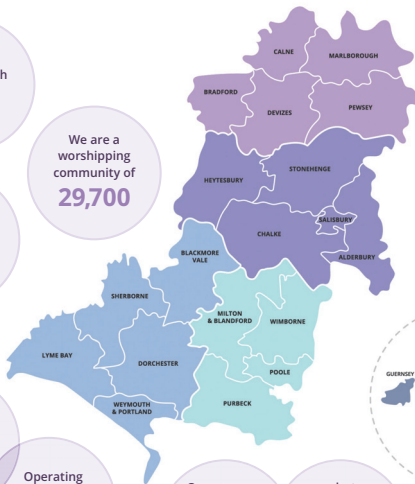 CALNE
MARLBOROUGH
BRADFORD
DEVIZES
PEWSEY
We are a
worshipping
community of
29,700
HEYTESBURY
STONEHENGE
SALISBURY
CHALKE
ALDERBURY
BLACKMORE
VALE
SHERBORNE
MILTON
& BLANDFORD
WIMBORNE
LYME BAY
DORCHESTER
POOLE
GUERNSEY
WEYMOUTH
& PORTLAND
PURBECK
Operating